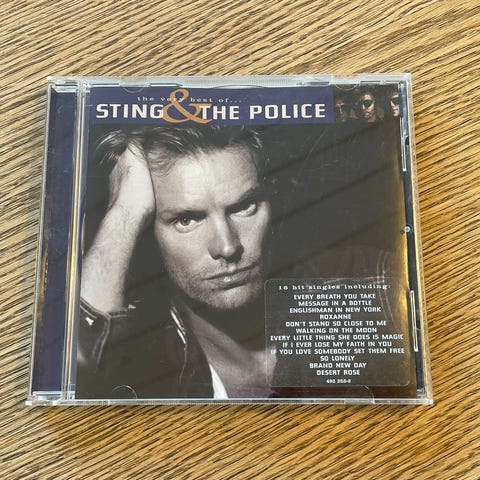 the very best of...
STING & THE POLICE
18 hit singles including:
EVERY BREATH YOU TAKE
MESSAGE IN A BOTTLE
ENGLISHMAN IN NEW YORK
ROXANNE
DON'T STAND SO CLOSE TO ME
WALKING ON THE MOON
EVERY LITTLE THING SHE DOES IS MAGIC
IF I EVER LOSE MY FAITH IN YOU
IF YOU LOVE SOMEBODY SET THEM FREE
SO LONELY
BRAND NEW DAY
DESERT ROSE